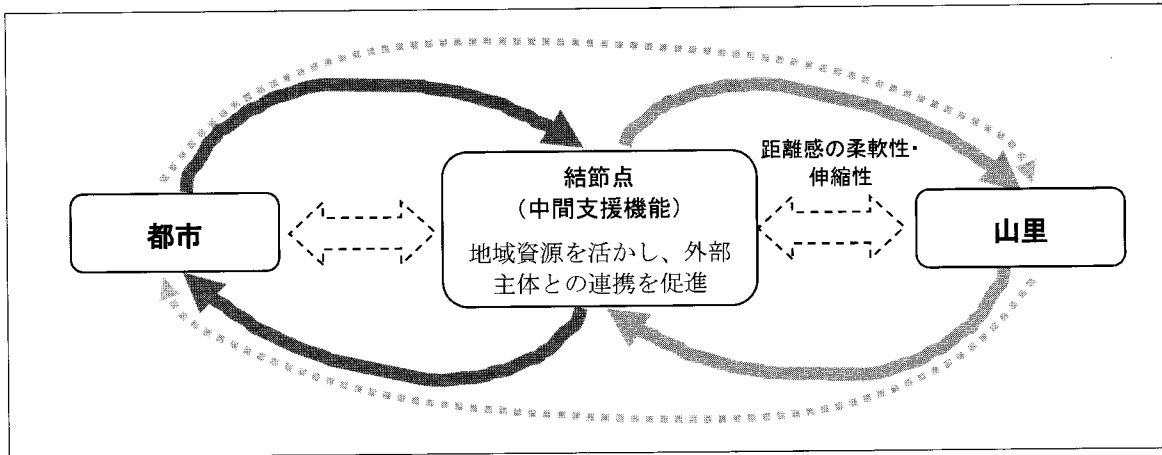 距離感の柔軟性・
伸縮性
結節点
（中間支援機能）
地域資源を活かし、外部
主体との連携を促進
都市
山里